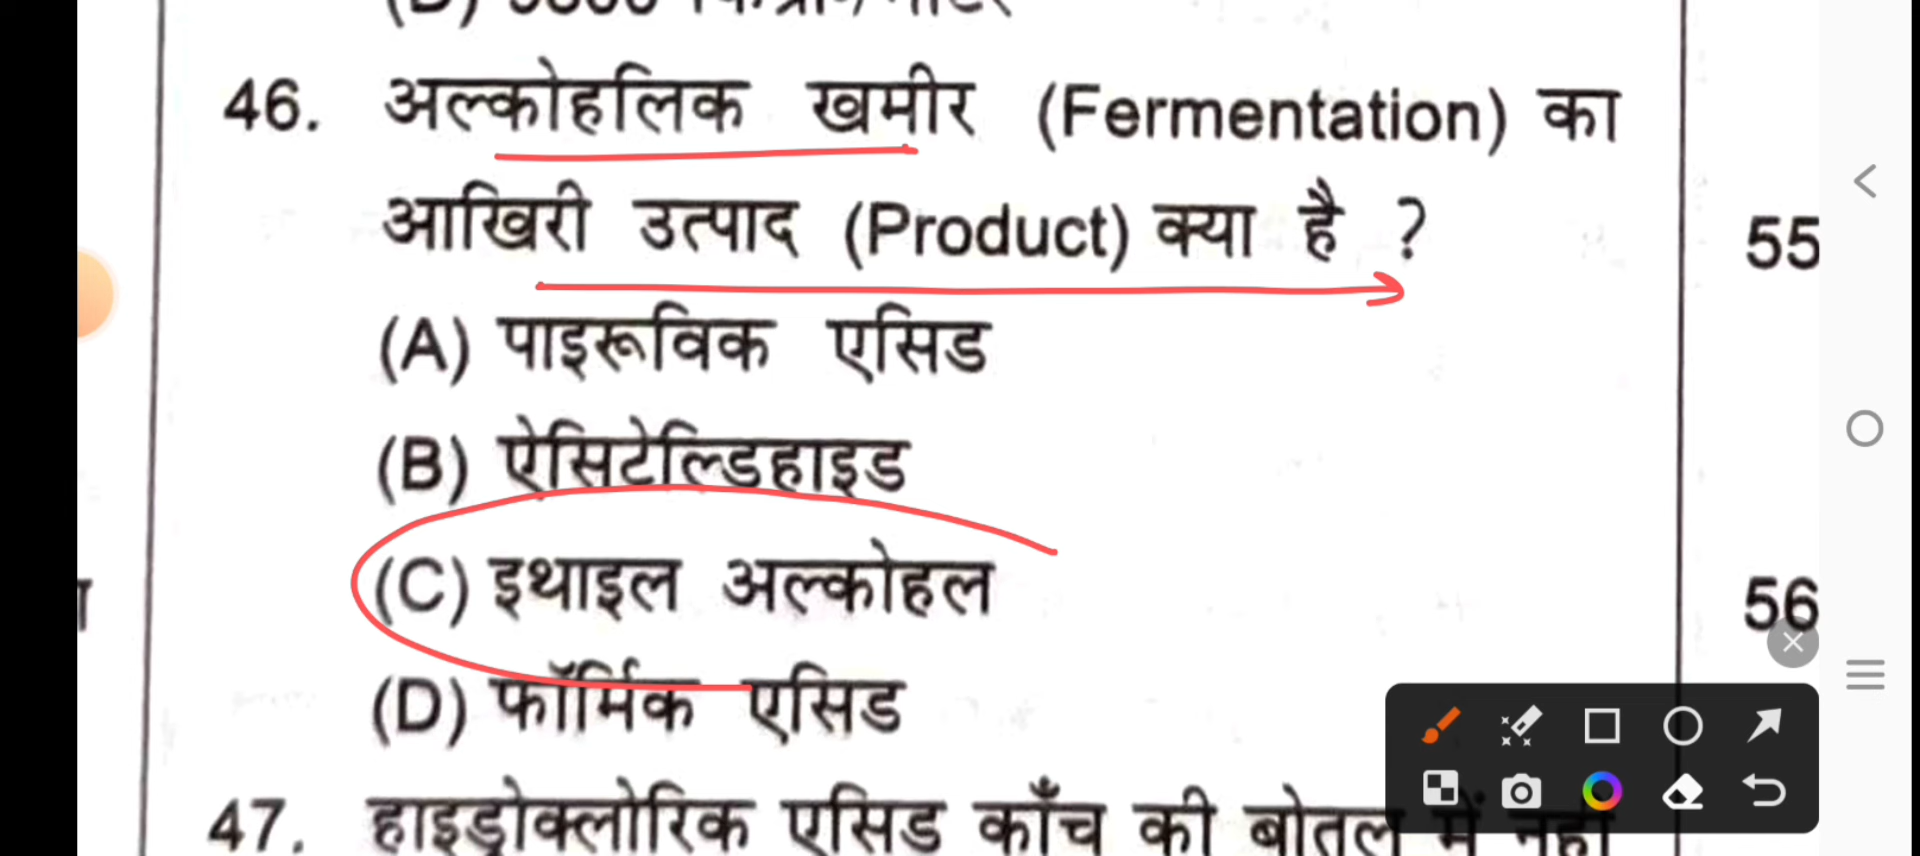 46. अल्कोहलिक खमीर (Fermentation) का
आखिरी उत्पाद (Product) क्या है ?
(A) पाइरूविक एसिड
(B) ऐसिटेल्डिहाइड
(C) इथाइल अल्कोहल
(D) फॉर्मिक एसिड
47. हाइड्रोक्लोरिक एसिड काँच की बोतल में नहीं
55
56